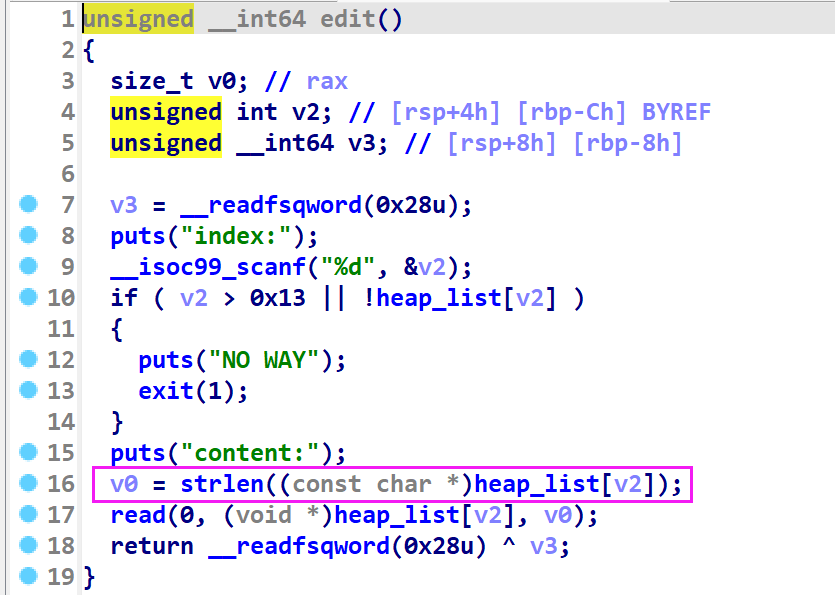 1 unsigned __int64 edit()
2 {
3   size_t v0; // rax
4   unsigned int v2; // [rsp+4h] [rbp-Ch] BYREF
5   unsigned __int64 v3; // [rsp+8h] [rbp-8h]
6
7   v3 = __readfsqword(0x28u);
8   puts("index:");
9   __isoc99_scanf("%d", &v2);
10   if ( v2 > 0x13 || !heap_list[v2] )
11   {
12     puts("NO WAY");
13     exit(1);
14   }
15   puts("content:");
16   v0 = strlen((const char *)heap_list[v2]);
17   read(0, (void *)heap_list[v2], v0);
18   return __readfsqword(0x28u) ^ v3;
19 }